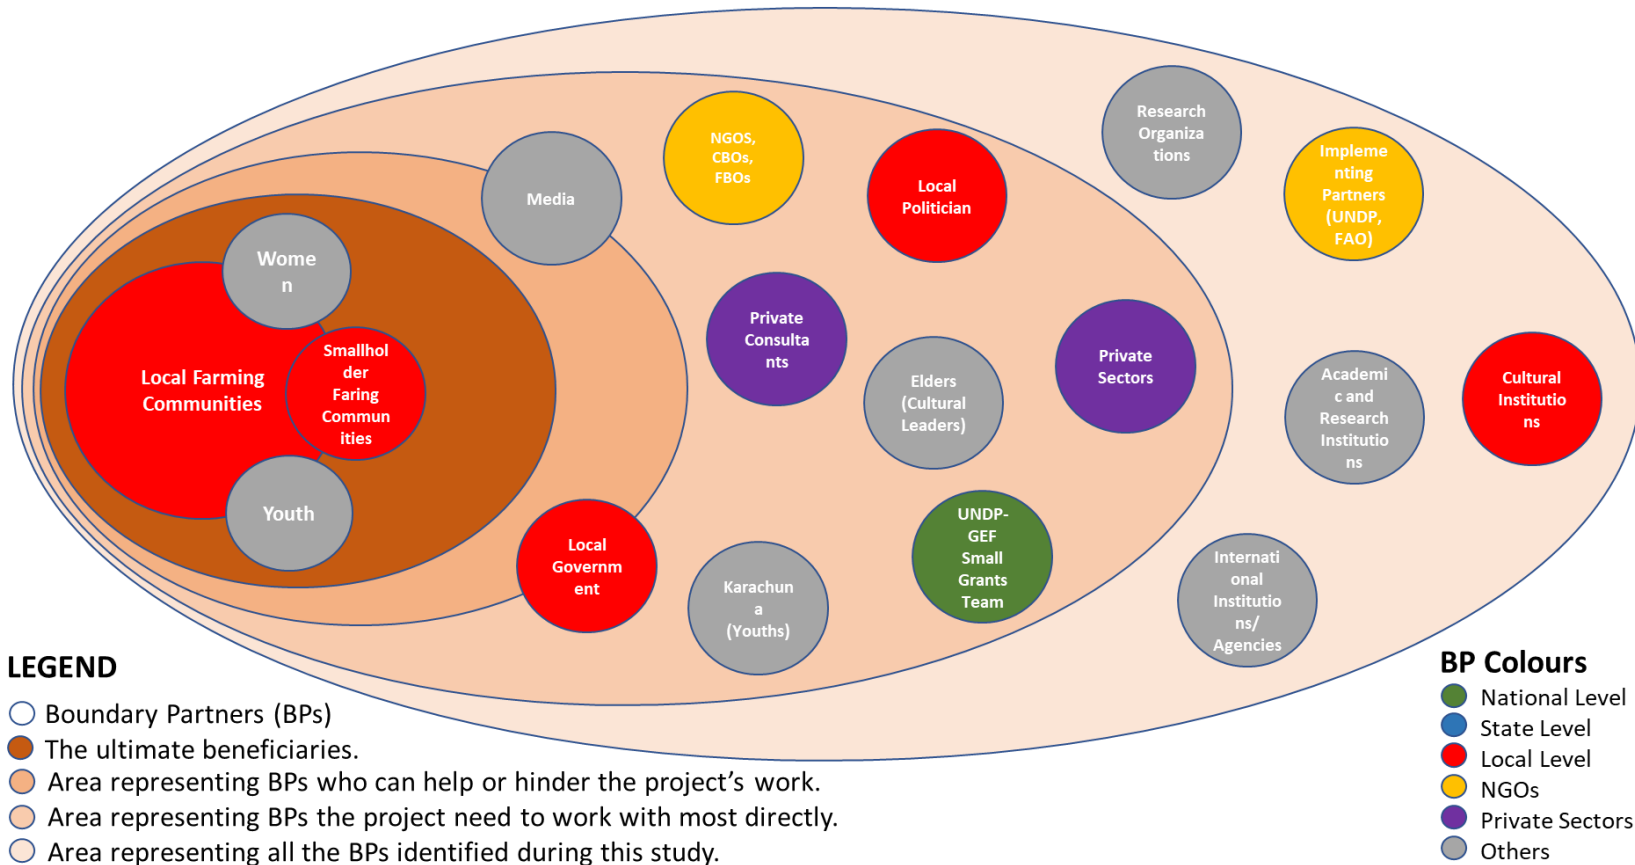 Research
Organiza
tions
NGOS,
CBOs,
FBOs
Impleme
nting
Partners
(UNDP,
FAO)
Media
Local
Politician
Wome
n
Private
Consulta
nts
Private
Sectors
Smallhol
der
Faring
Commu
nities
Local Farming
Communities
Elders
(Cultural
Leaders)
Academi
c and
Research
Institutio
ns
Cultural
Institutio
ns
Youth
Local
Governm
ent
UNDP-
GEF
Small
Grants
Team
Karachun
a
(Youths)
Internati
onal
Institutio
ns/
Agencies
LEGEND
Boundary Partners (BPs)
The ultimate beneficiaries.
Area representing BPs who can help or hinder the project’s work.
Area representing BPs the project need to work with most directly.
Area representing all the BPs identified during this study.
BP Colours
National Level
State Level
Local Level
NGOs
Private Sectors
Others